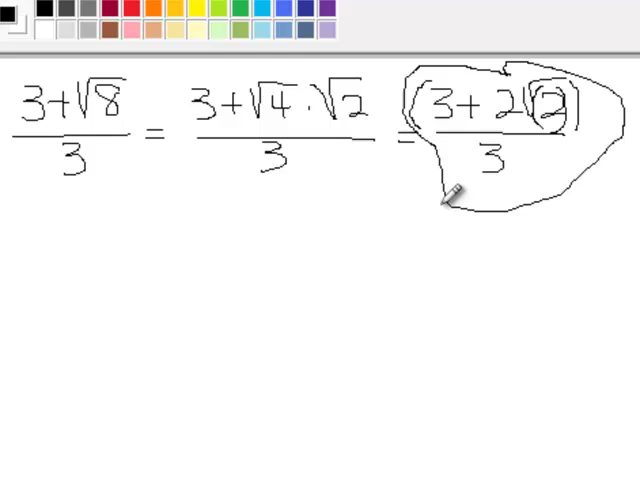 (3+√8)/3 = (3+√4·√2)/3 = (3+2√2)/3